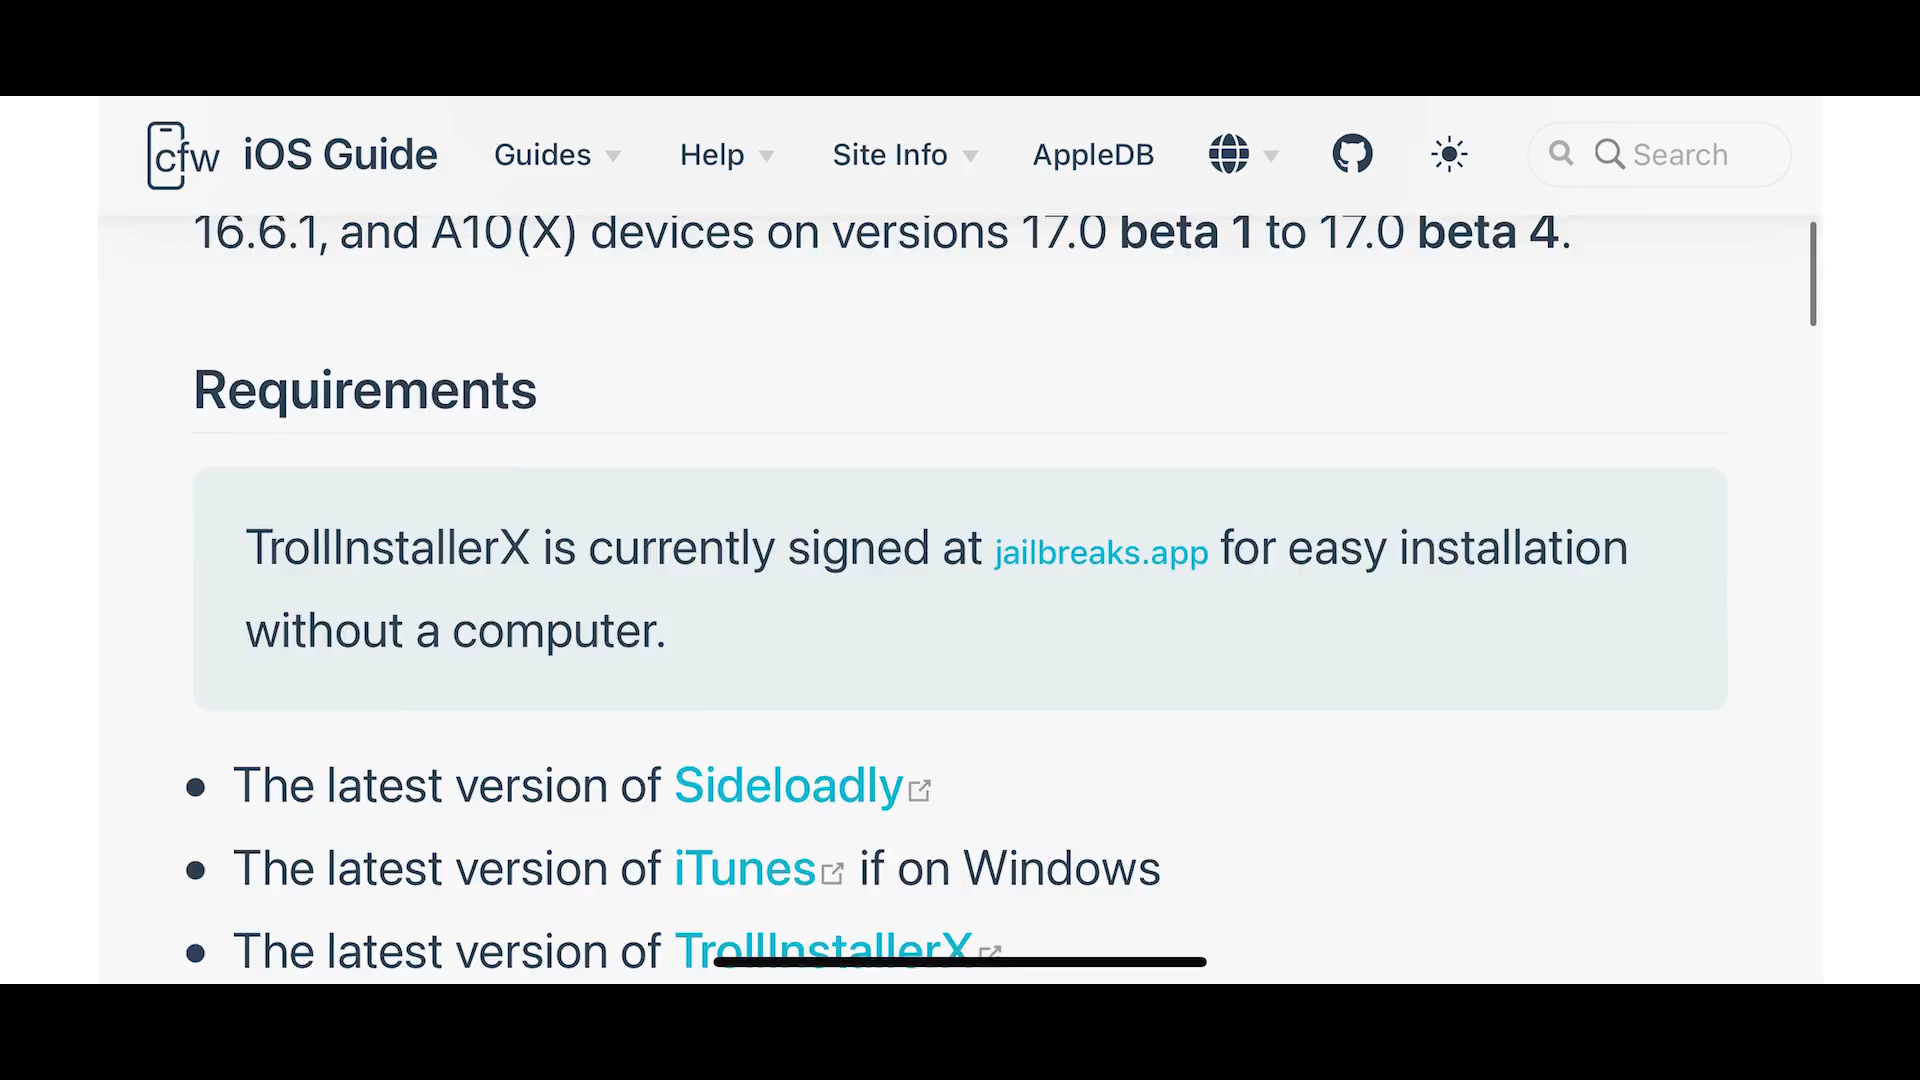 cfw iOS Guide Guides Help Site Info AppleDB Search
16.6.1, and A10(X) devices on versions 17.0 beta 1 to 17.0 beta 4.
Requirements
TrollInstallerX is currently signed at jailbreaks.app for easy installation
without a computer.
The latest version of Sideloadly
The latest version of iTunes if on Windows
The latest version of TrollInstallerX